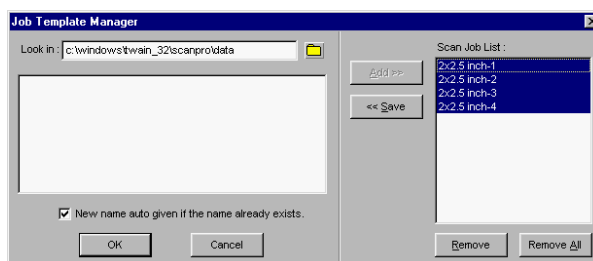 Job Template Manager
Look in : c:\windows\twain_32\scanpro\data
New name auto given if the name already exists.
OK
Cancel
Add >>
<< Save
Scan Job List :
2x2.5 inch-1
2x2.5 inch-2
2x2.5 inch-3
2x2.5 inch-4
Remove
Remove All